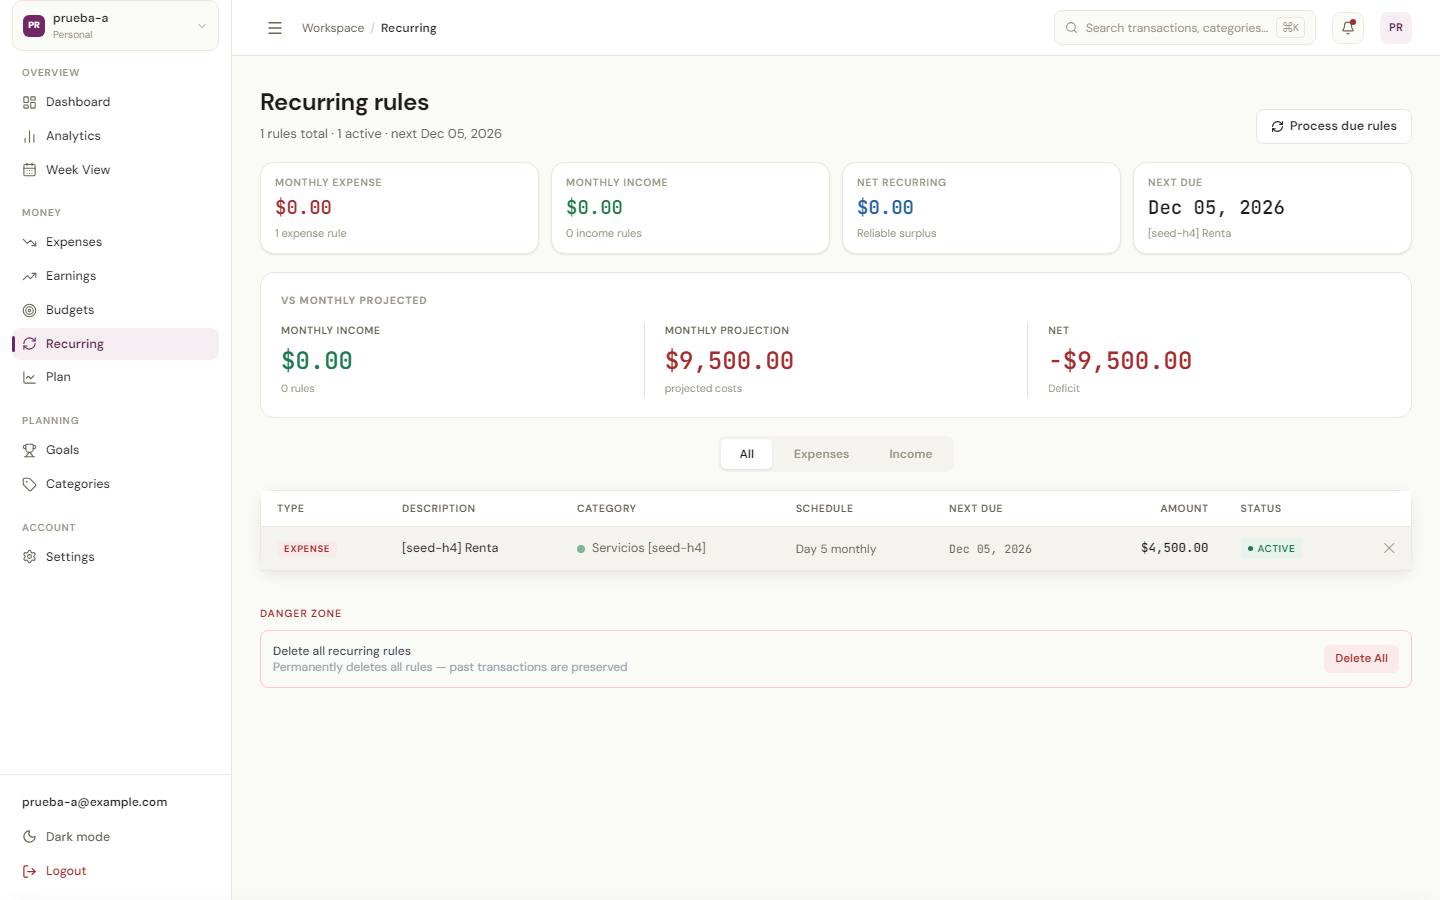 PR
prueba-a
Personal
OVERVIEW
Dashboard
Analytics
Week View
MONEY
Expenses
Earnings
Budgets
Recurring
Plan
PLANNING
Goals
Categories
ACCOUNT
Settings
prueba-a@example.com
Dark mode
Logout
Workspace / Recurring
Search transactions, categories... ⌘K
PR
Recurring rules
1 rules total · 1 active · next Dec 05, 2026
Process due rules
MONTHLY EXPENSE
$0.00
1 expense rule
MONTHLY INCOME
$0.00
0 income rules
NET RECURRING
$0.00
Reliable surplus
NEXT DUE
Dec 05, 2026
[seed-h4] Renta
VS MONTHLY PROJECTED
MONTHLY INCOME
$0.00
0 rules
MONTHLY PROJECTION
$9,500.00
projected costs
NET
-$9,500.00
Deficit
All Expenses Income
TYPE DESCRIPTION CATEGORY SCHEDULE NEXT DUE AMOUNT STATUS
EXPENSE [seed-h4] Renta Servicios [seed-h4] Day 5 monthly Dec 05, 2026 $4,500.00 ACTIVE
DANGER ZONE
Delete all recurring rules
Permanently deletes all rules — past transactions are preserved
Delete All